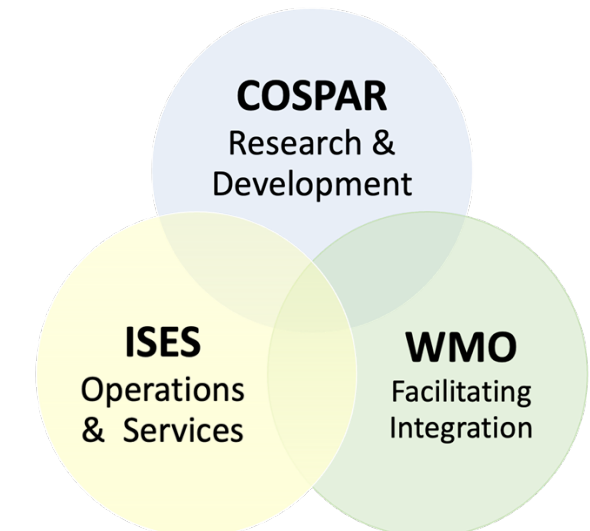 COSPAR
Research &
Development
ISES
Operations
& Services
WMO
Facilitating
Integration